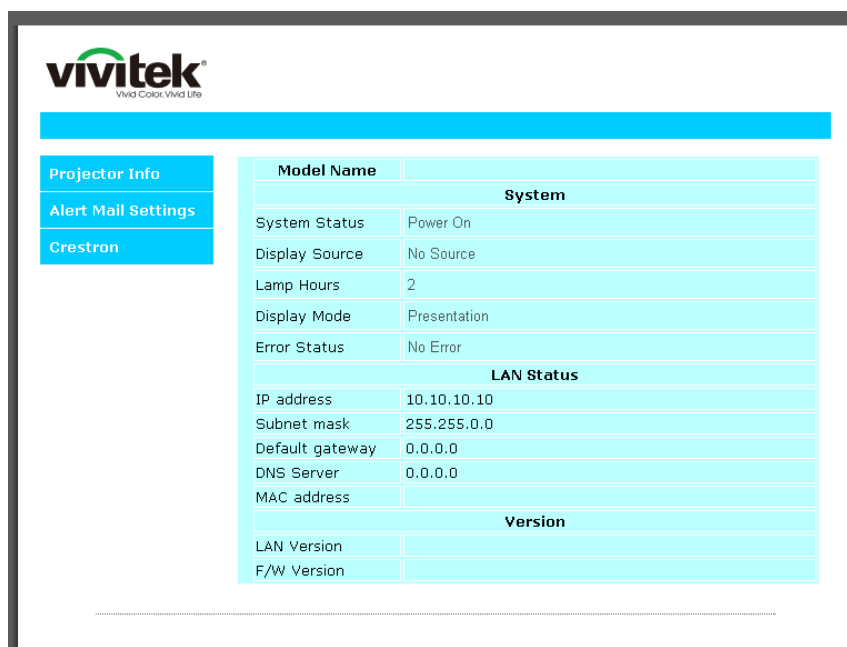 vivitek®
Vivid Color, Vivid Life
Projector Info
Alert Mail Settings
Crestron
Model Name
System
System Status Power On
Display Source No Source
Lamp Hours 2
Display Mode Presentation
Error Status No Error
LAN Status
IP address 10.10.10.10
Subnet mask 255.255.0.0
Default gateway 0.0.0.0
DNS Server 0.0.0.0
MAC address
Version
LAN Version
F/W Version